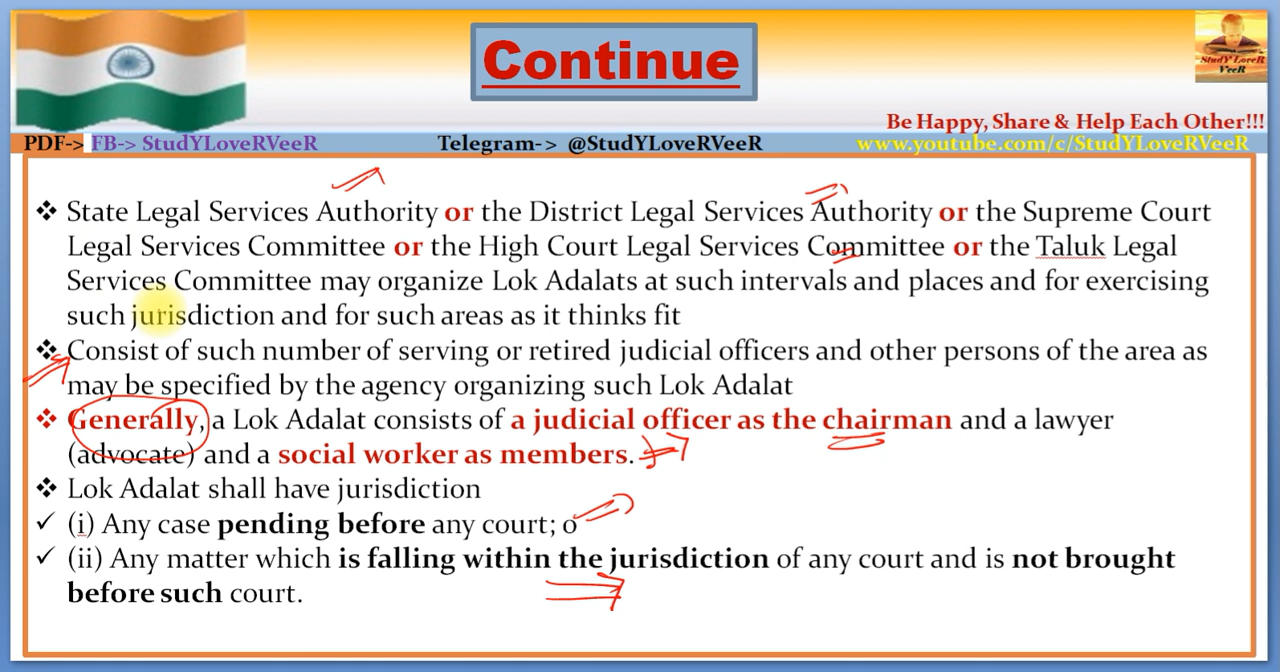 Continue
StudY LoveR
VeeR
Be Happy, Share & Help Each Other!!!
PDF-> FB-> StudYLoveRVeeR Telegram-> @StudYLoveRVeeR www.youtube.com/c/StudYLoveRVeeR
❖ State Legal Services Authority or the District Legal Services Authority or the Supreme Court
Legal Services Committee or the High Court Legal Services Committee or the Taluk Legal
Services Committee may organize Lok Adalats at such intervals and places and for exercising
such jurisdiction and for such areas as it thinks fit
❖ Consist of such number of serving or retired judicial officers and other persons of the area as
may be specified by the agency organizing such Lok Adalat
❖ Generally, a Lok Adalat consists of a judicial officer as the chairman and a lawyer
(advocate) and a social worker as members.
❖ Lok Adalat shall have jurisdiction
✓ (i) Any case pending before any court; o
✓ (ii) Any matter which is falling within the jurisdiction of any court and is not brought
before such court.